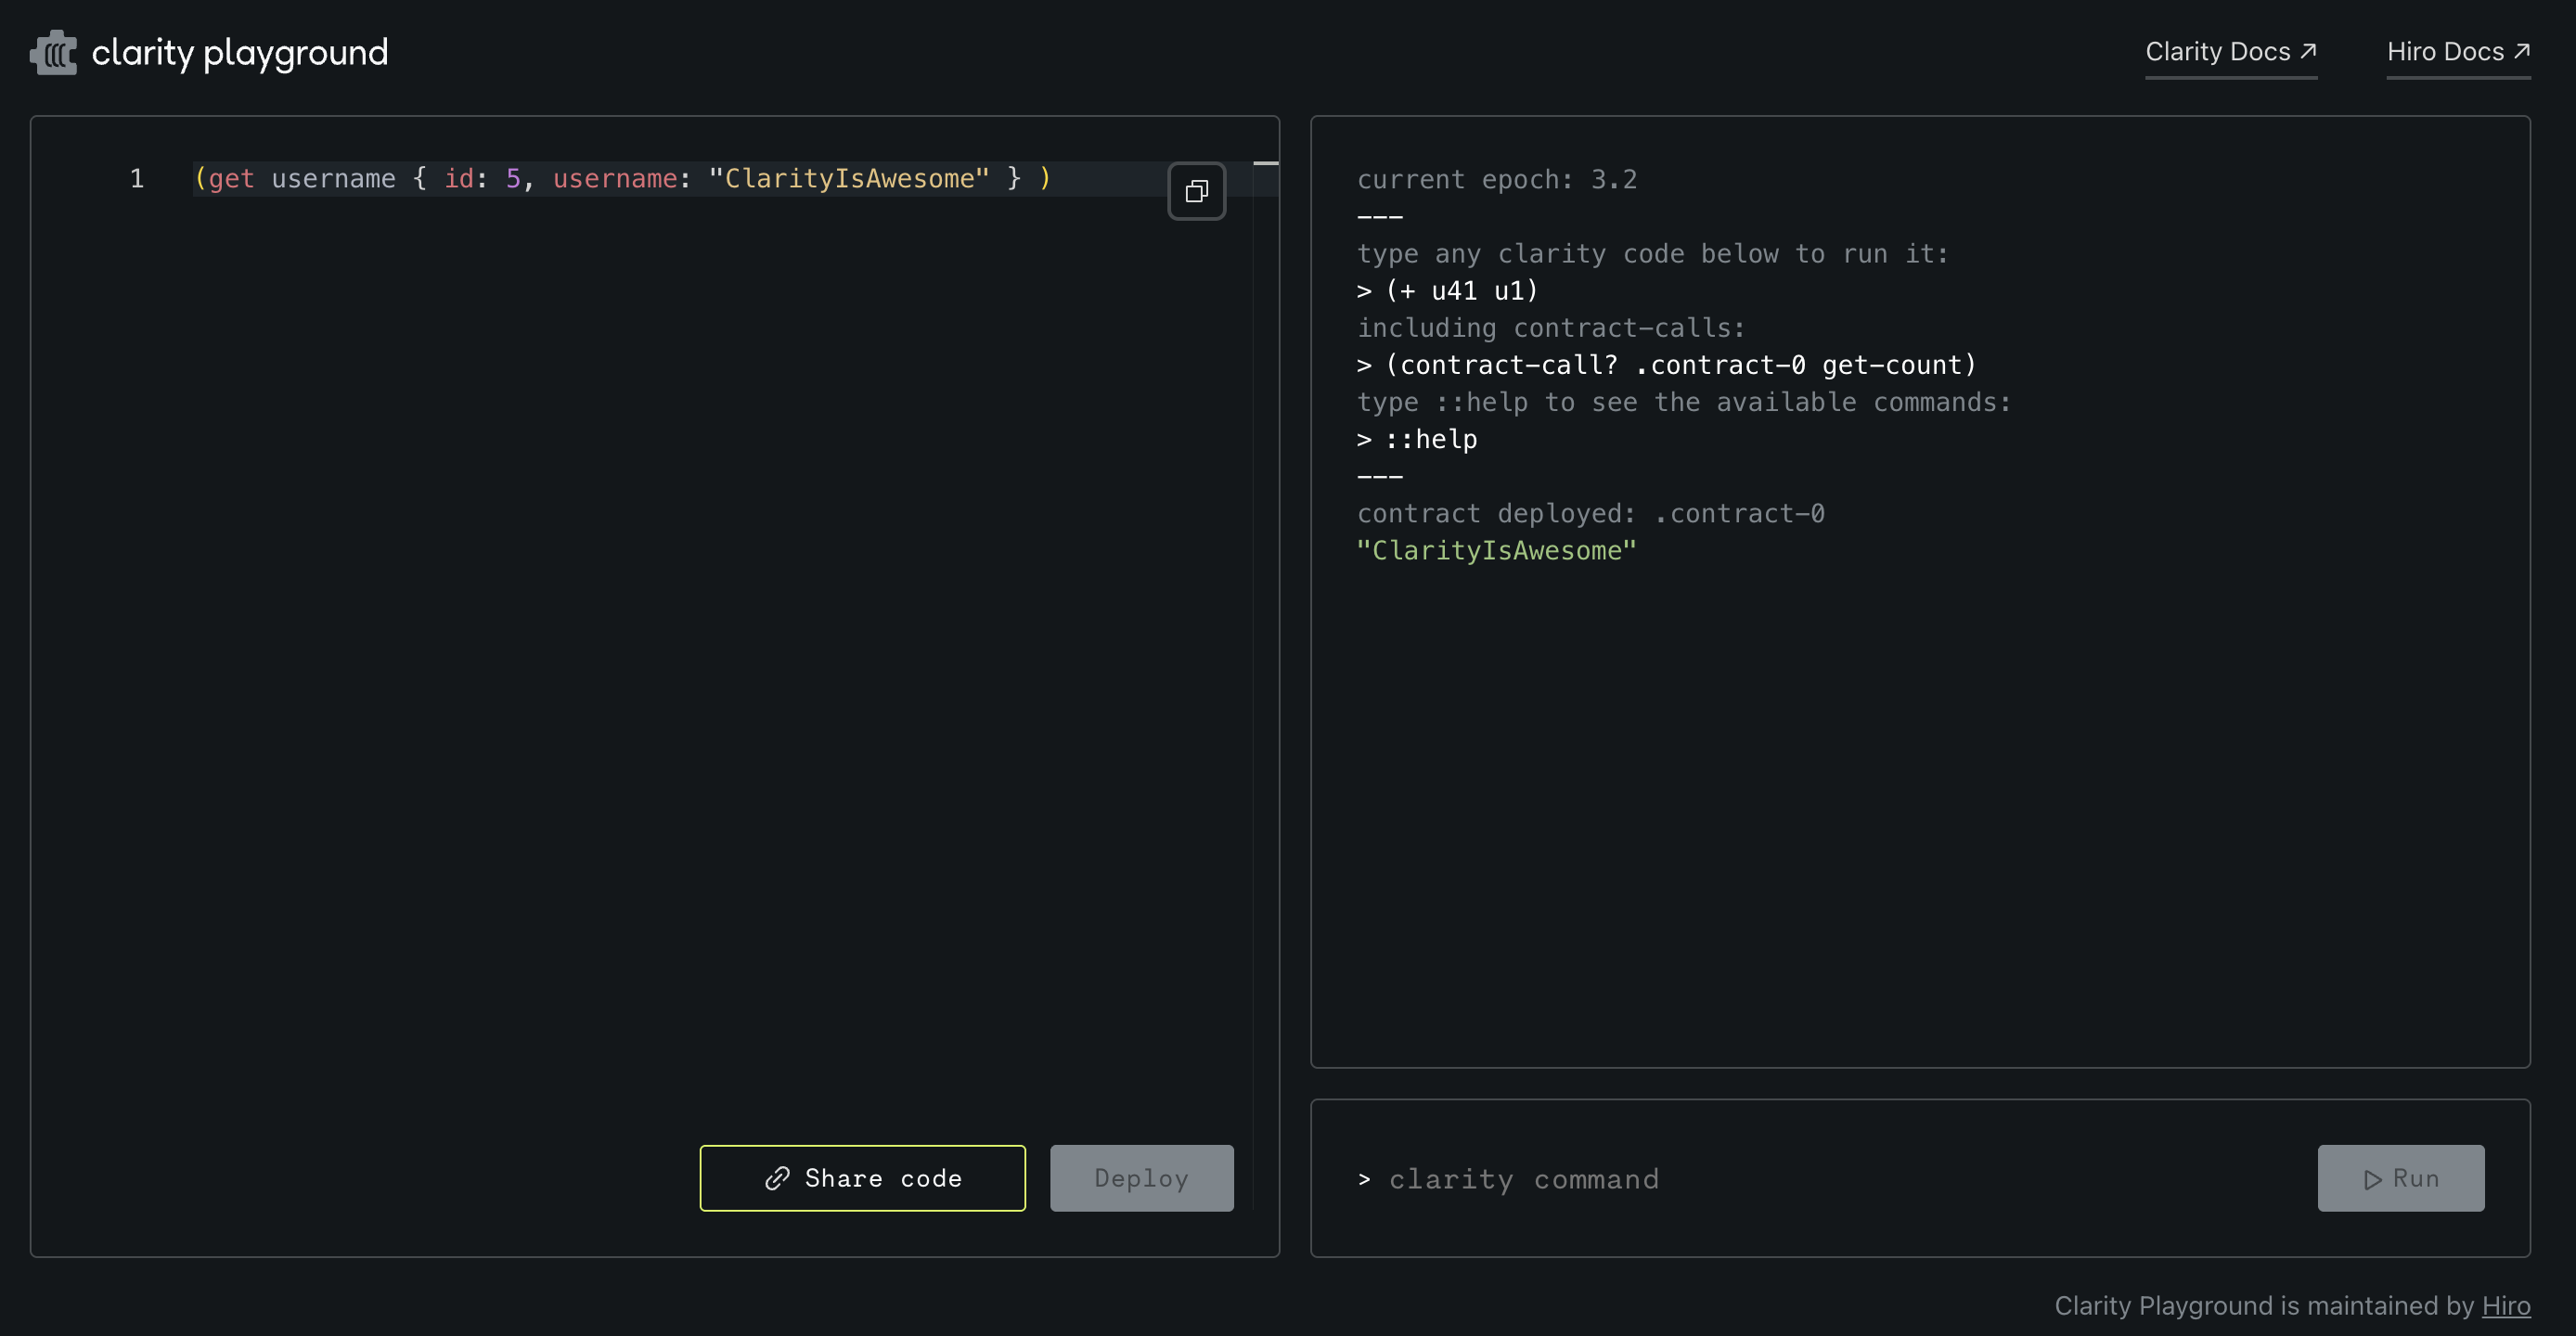 clarity playground
Clarity Docs ↗
Hiro Docs ↗
1 (get username { id: 5, username: "ClarityIsAwesome" } )
Share code
Deploy
current epoch: 3.2
---
type any clarity code below to run it:
> (+ u41 u1)
including contract-calls:
> (contract-call? .contract-0 get-count)
type ::help to see the available commands:
> ::help
---
contract deployed: .contract-0
"ClarityIsAwesome"
> clarity command
Run
Clarity Playground is maintained by Hiro